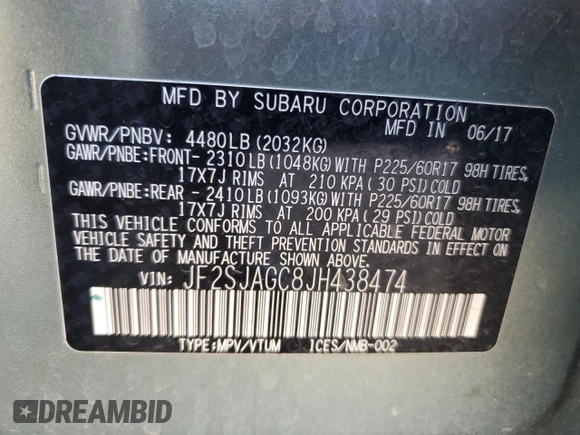 MFD BY SUBARU CORPORATION
MFD IN 06/17
GVWR/PNBV: 4480LB(2032KG)
GAWR/PNBE:FRONT- 2310LB(1048KG)WITH P225/60R17 98H TIRES,
17X7J RIMS AT 210 KPA( 30 PSI)COLD
GAWR/PNBE:REAR - 2410LB(1093KG)WITH P225/60R17 98H TIRES,
17X7J RIMS AT 200 KPA( 29 PSI)COLD
THIS VEHICLE CONFORMS TO ALL APPLICABLE FEDERAL MOTOR
VEHICLE SAFETY AND THEFT PREVENTION STANDARDS IN EFFECT ON
THE DATE OF MANUFACTURE SHOWN ABOVE.
VIN: JF2SJAGC8JH438474
TYPE:MPV/VTUM ICES/NMB-002
DREAMBID